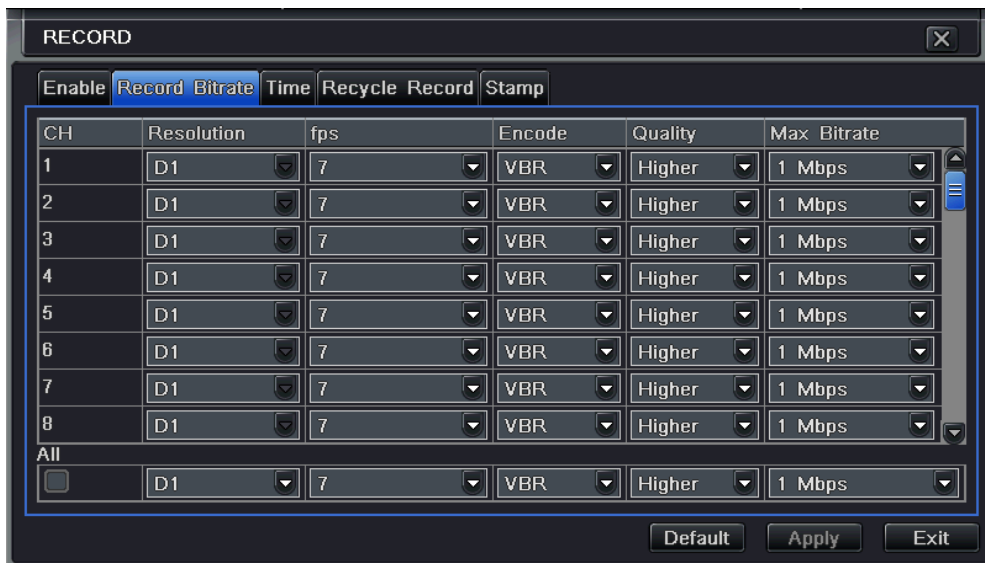 RECORD
Enable Record Bitrate Time Recycle Record Stamp
CH Resolution fps Encode Quality Max Bitrate
1 D1 7 VBR Higher 1 Mbps
2 D1 7 VBR Higher 1 Mbps
3 D1 7 VBR Higher 1 Mbps
4 D1 7 VBR Higher 1 Mbps
5 D1 7 VBR Higher 1 Mbps
6 D1 7 VBR Higher 1 Mbps
7 D1 7 VBR Higher 1 Mbps
8 D1 7 VBR Higher 1 Mbps
All
D1 7 VBR Higher 1 Mbps
Default Apply Exit